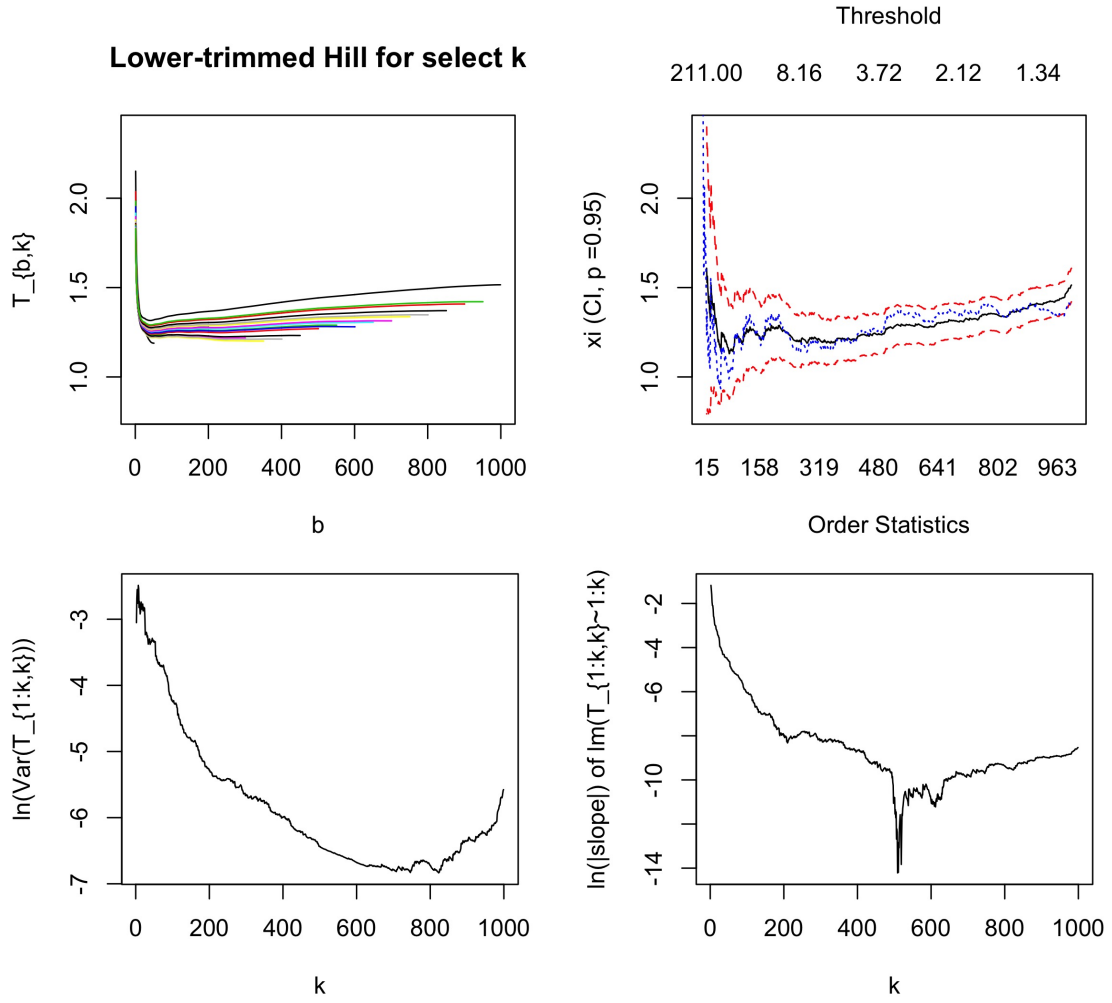 Lower-trimmed Hill for select k
T_{b,k}
2.0
1.5
1.0
0 200 400 600 800 1000
b
Threshold
211.00 8.16 3.72 2.12 1.34
xi (CI, p =0.95)
2.0
1.5
1.0
15 158 319 480 641 802 963
Order Statistics
ln(Var(T_{1:k,k}))
-3
-4
-5
-6
-7
0 200 400 600 800 1000
k
ln(|slope|) of lm(T_{1:k,k}~1:k)
-2
-4
-6
-10
-14
0 200 400 600 800 1000
k